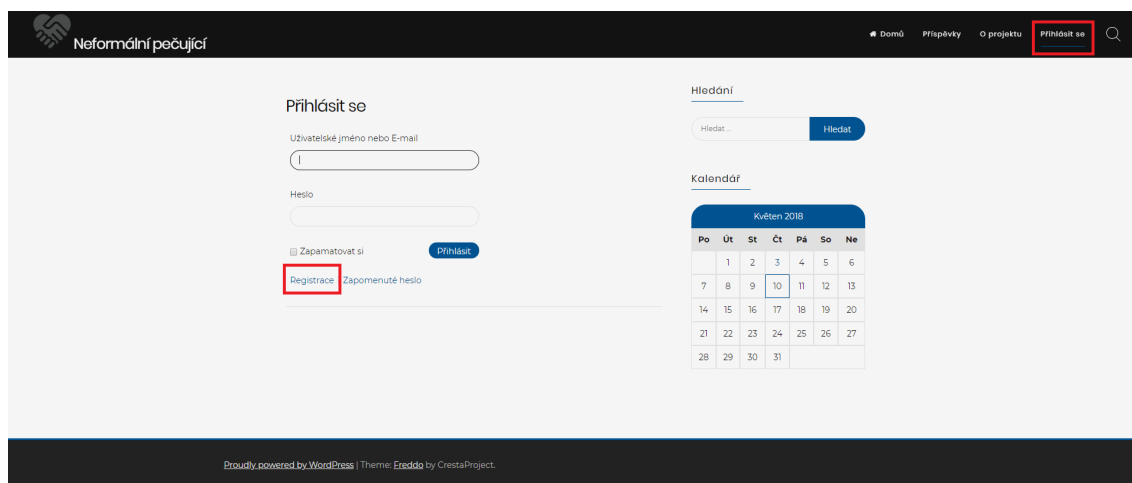 Neformální pečující
Domů Příspěvky O projektu Přihlásit se
Přihlásit se
Uživatelské jméno nebo E-mail
Heslo
Zapamatovat si Přihlásit
Registrace Zapomenuté heslo
Hledání
Hledat … Hledat
Kalendář
Květen 2018
Po Út St Čt Pá So Ne
1 2 3 4 5 6
7 8 9 10 11 12 13
14 15 16 17 18 19 20
21 22 23 24 25 26 27
28 29 30 31
Proudly powered by WordPress | Theme: Freddo by CrestaProject.